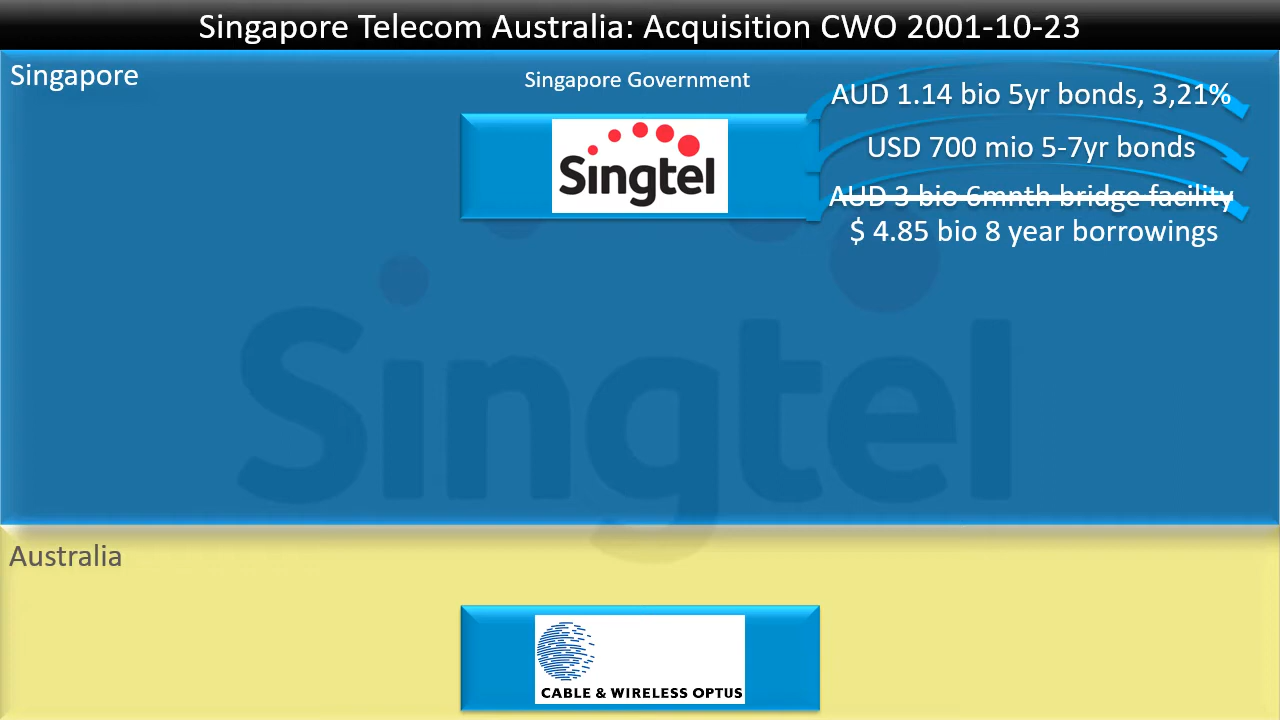 Singapore Telecom Australia: Acquisition CWO 2001-10-23
Singapore
Singapore Government
AUD 1.14 bio 5yr bonds, 3,21%
Singtel
USD 700 mio 5-7yr bonds
AUD 3 bio 6mnth bridge facility
$ 4.85 bio 8 year borrowings
Singtel
Australia
CABLE & WIRELESS OPTUS